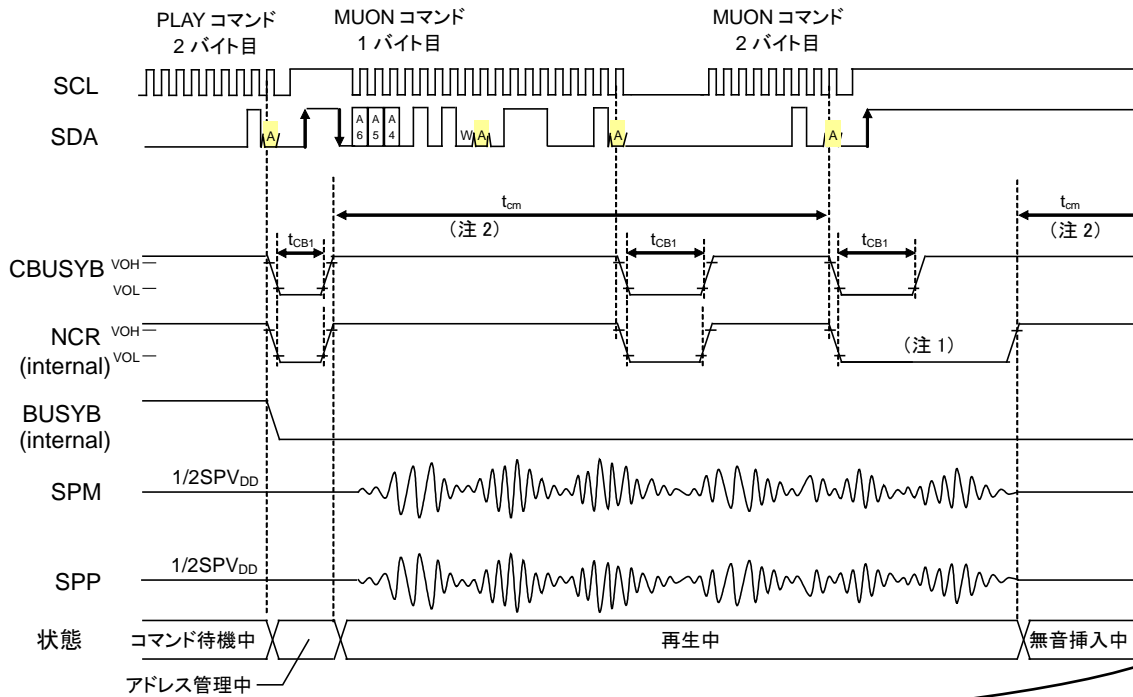 PLAY コマンド
2 バイト目
MUON コマンド
1 バイト目
MUON コマンド
2 バイト目
SCL
SDA
A
A6
A5
A4
W
A
A
A
tcm
(注 2)
tcm
(注 2)
tCB1
tCB1
tCB1
CBUSYB
VOH
VOL
NCR
(internal)
VOH
VOL
(注 1)
BUSYB
(internal)
SPM
1/2SPVDD
SPP
1/2SPVDD
状態
コマンド待機中
再生中
無音挿入中
アドレス管理中